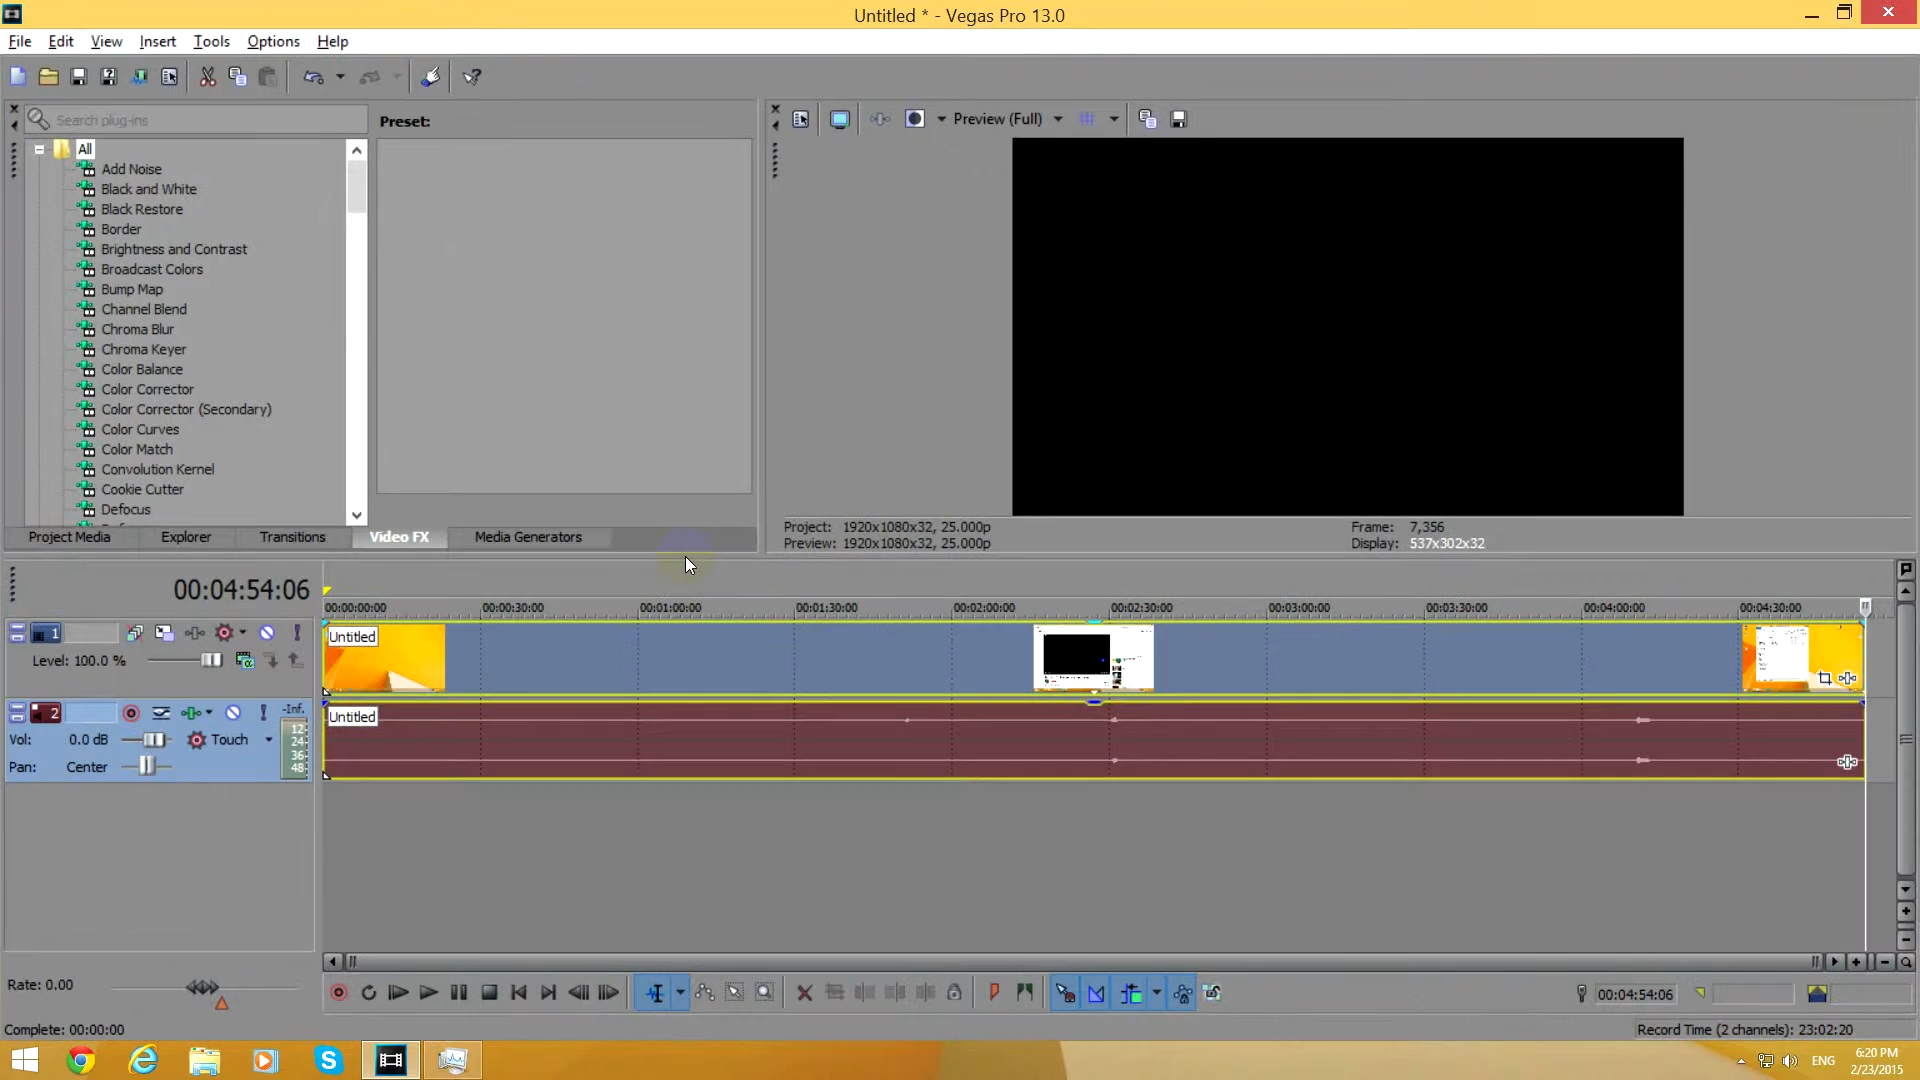 Untitled * - Vegas Pro 13.0
File Edit View Insert Tools Options Help
Search plug-ins
Preset:
Preview (Full)
All
Add Noise
Black and White
Black Restore
Border
Brightness and Contrast
Broadcast Colors
Bump Map
Channel Blend
Chroma Blur
Chroma Keyer
Color Balance
Color Corrector
Color Corrector (Secondary)
Color Curves
Color Match
Convolution Kernel
Cookie Cutter
Defocus
Project: 1920x1080x32, 25.000p
Frame: 7,356
Preview: 1920x1080x32, 25.000p
Display: 537x302x32
Project Media Explorer Transitions Video FX Media Generators
00:04:54:06
00:00:00:00 00:00:30:00 00:01:00:00 00:01:30:00 00:02:00:00 00:02:30:00 00:03:00:00 00:03:30:00 00:04:00:00 00:04:30:00
1
Untitled
Level: 100.0 %
2
-Inf.
Untitled
12
24
36
48
Vol: 0.0 dB Touch
Pan: Center
Rate: 0.00
00:04:54:06
Complete: 00:00:00
Record Time (2 channels): 23:02:20
ENG
6:20 PM
2/23/2015